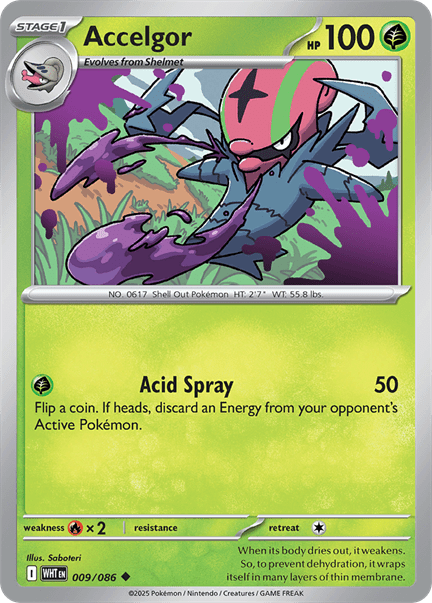 STAGE 1
Accelgor
HP 100
Evolves from Shelmet
NO. 0617 Shell Out Pokémon HT: 2'7" WT: 55.8 lbs.
Acid Spray 50
Flip a coin. If heads, discard an Energy from your opponent's
Active Pokémon.
weakness ×2 resistance retreat
Illus. Saboteri
I WHT EN 009/086
When its body dries out, it weakens.
So, to prevent dehydration, it wraps
itself in many layers of thin membrane.
©2025 Pokémon / Nintendo / Creatures / GAME FREAK